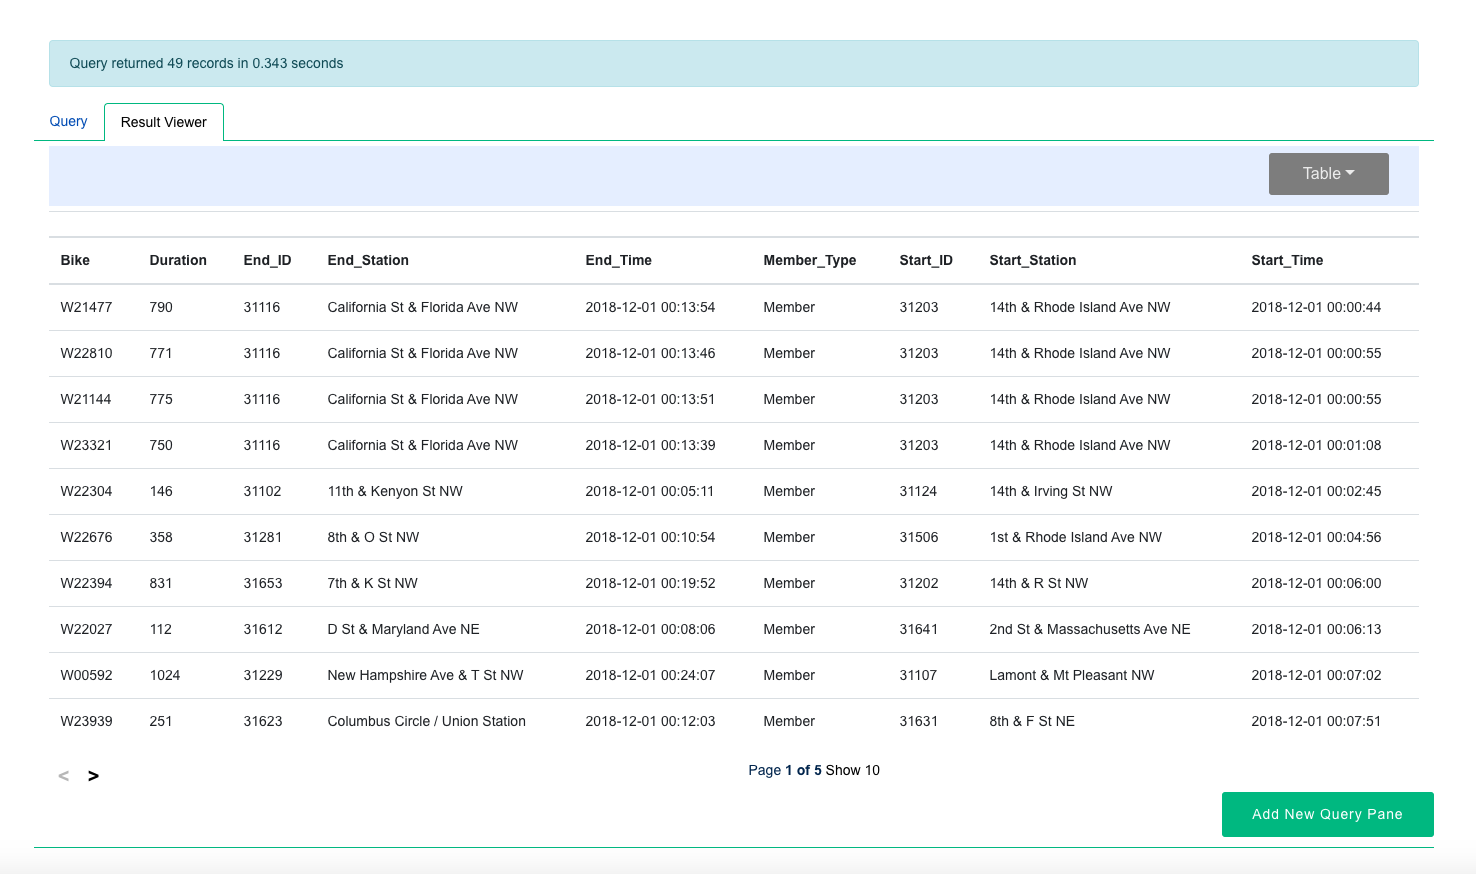 Query returned 49 records in 0.343 seconds
Query Result Viewer
Table
Bike Duration End_ID End_Station End_Time Member_Type Start_ID Start_Station Start_Time
W21477 790 31116 California St & Florida Ave NW 2018-12-01 00:13:54 Member 31203 14th & Rhode Island Ave NW 2018-12-01 00:00:44
W22810 771 31116 California St & Florida Ave NW 2018-12-01 00:13:46 Member 31203 14th & Rhode Island Ave NW 2018-12-01 00:00:55
W21144 775 31116 California St & Florida Ave NW 2018-12-01 00:13:51 Member 31203 14th & Rhode Island Ave NW 2018-12-01 00:00:55
W23321 750 31116 California St & Florida Ave NW 2018-12-01 00:13:39 Member 31203 14th & Rhode Island Ave NW 2018-12-01 00:01:08
W22304 146 31102 11th & Kenyon St NW 2018-12-01 00:05:11 Member 31124 14th & Irving St NW 2018-12-01 00:02:45
W22676 358 31281 8th & O St NW 2018-12-01 00:10:54 Member 31506 1st & Rhode Island Ave NW 2018-12-01 00:04:56
W22394 831 31653 7th & K St NW 2018-12-01 00:19:52 Member 31202 14th & R St NW 2018-12-01 00:06:00
W22027 112 31612 D St & Maryland Ave NE 2018-12-01 00:08:06 Member 31641 2nd St & Massachusetts Ave NE 2018-12-01 00:06:13
W00592 1024 31229 New Hampshire Ave & T St NW 2018-12-01 00:24:07 Member 31107 Lamont & Mt Pleasant NW 2018-12-01 00:07:02
W23939 251 31623 Columbus Circle / Union Station 2018-12-01 00:12:03 Member 31631 8th & F St NE 2018-12-01 00:07:51
< > Page 1 of 5 Show 10
Add New Query Pane